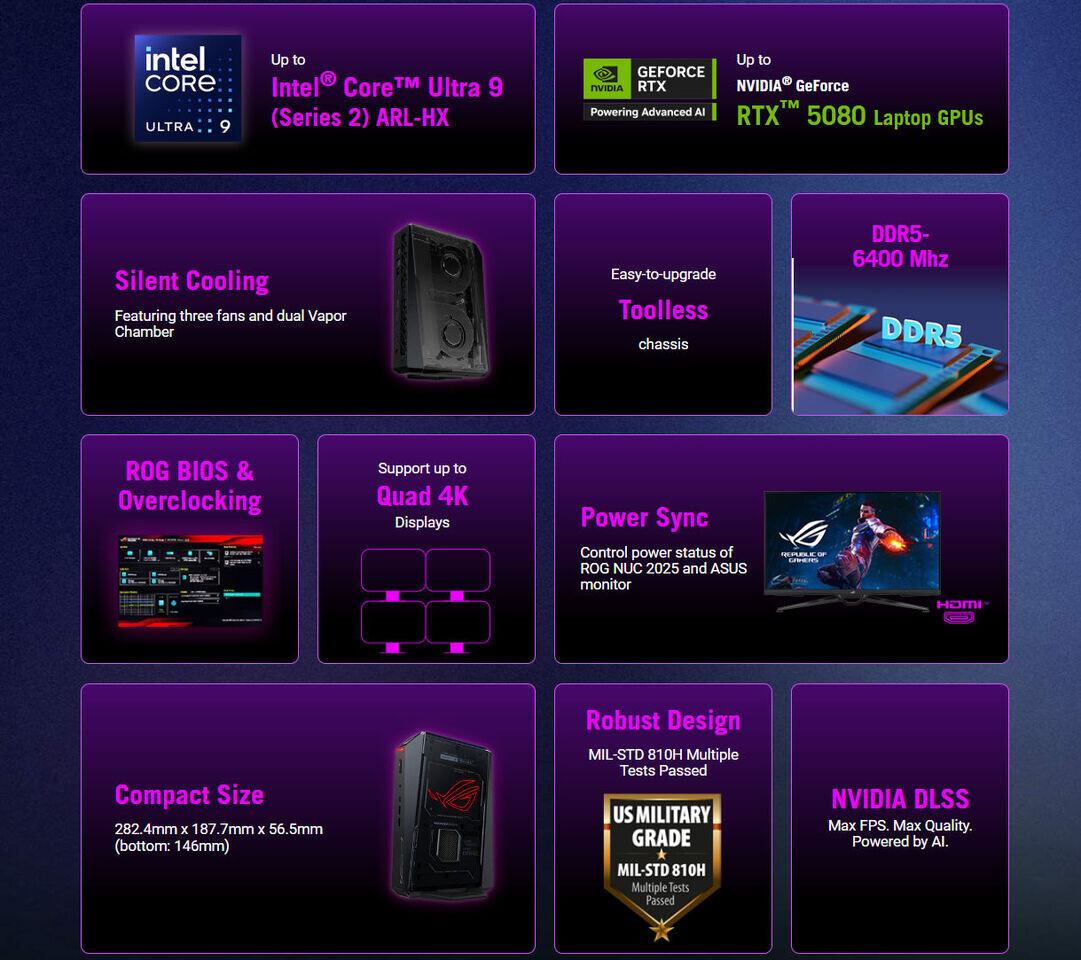 intel
CORE
ULTRA 9
Up to
Intel® Core™ Ultra 9
(Series 2) ARL-HX
NVIDIA
GEFORCE
RTX
Powering Advanced AI
Up to
NVIDIA® GeForce
RTX™ 5080 Laptop GPUs
Silent Cooling
Featuring three fans and dual Vapor
Chamber
Easy-to-upgrade
Toolless
chassis
DDR5-
6400 Mhz
DDR5
ROG BIOS &
Overclocking
Support up to
Quad 4K
Displays
Power Sync
Control power status of
ROG NUC 2025 and ASUS
monitor
REPUBLIC OF
GAMERS
HDMI™
Compact Size
282.4mm x 187.7mm x 56.5mm
(bottom: 146mm)
Robust Design
MIL-STD 810H Multiple
Tests Passed
US MILITARY
GRADE
MIL-STD 810H
Multiple Tests
Passed
NVIDIA DLSS
Max FPS. Max Quality.
Powered by AI.